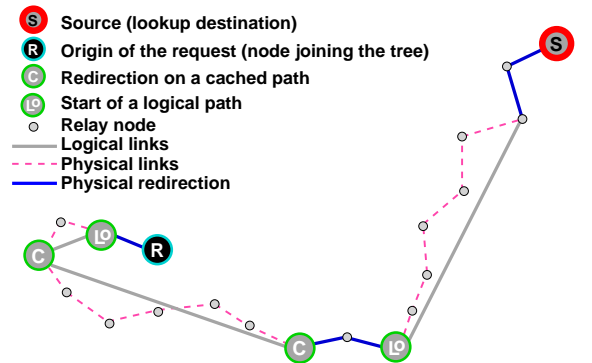 S Source (lookup destination)
R Origin of the request (node joining the tree)
C Redirection on a cached path
Lo Start of a logical path
Relay node
Logical links
Physical links
Physical redirection
S
Lo
R
C
C
Lo